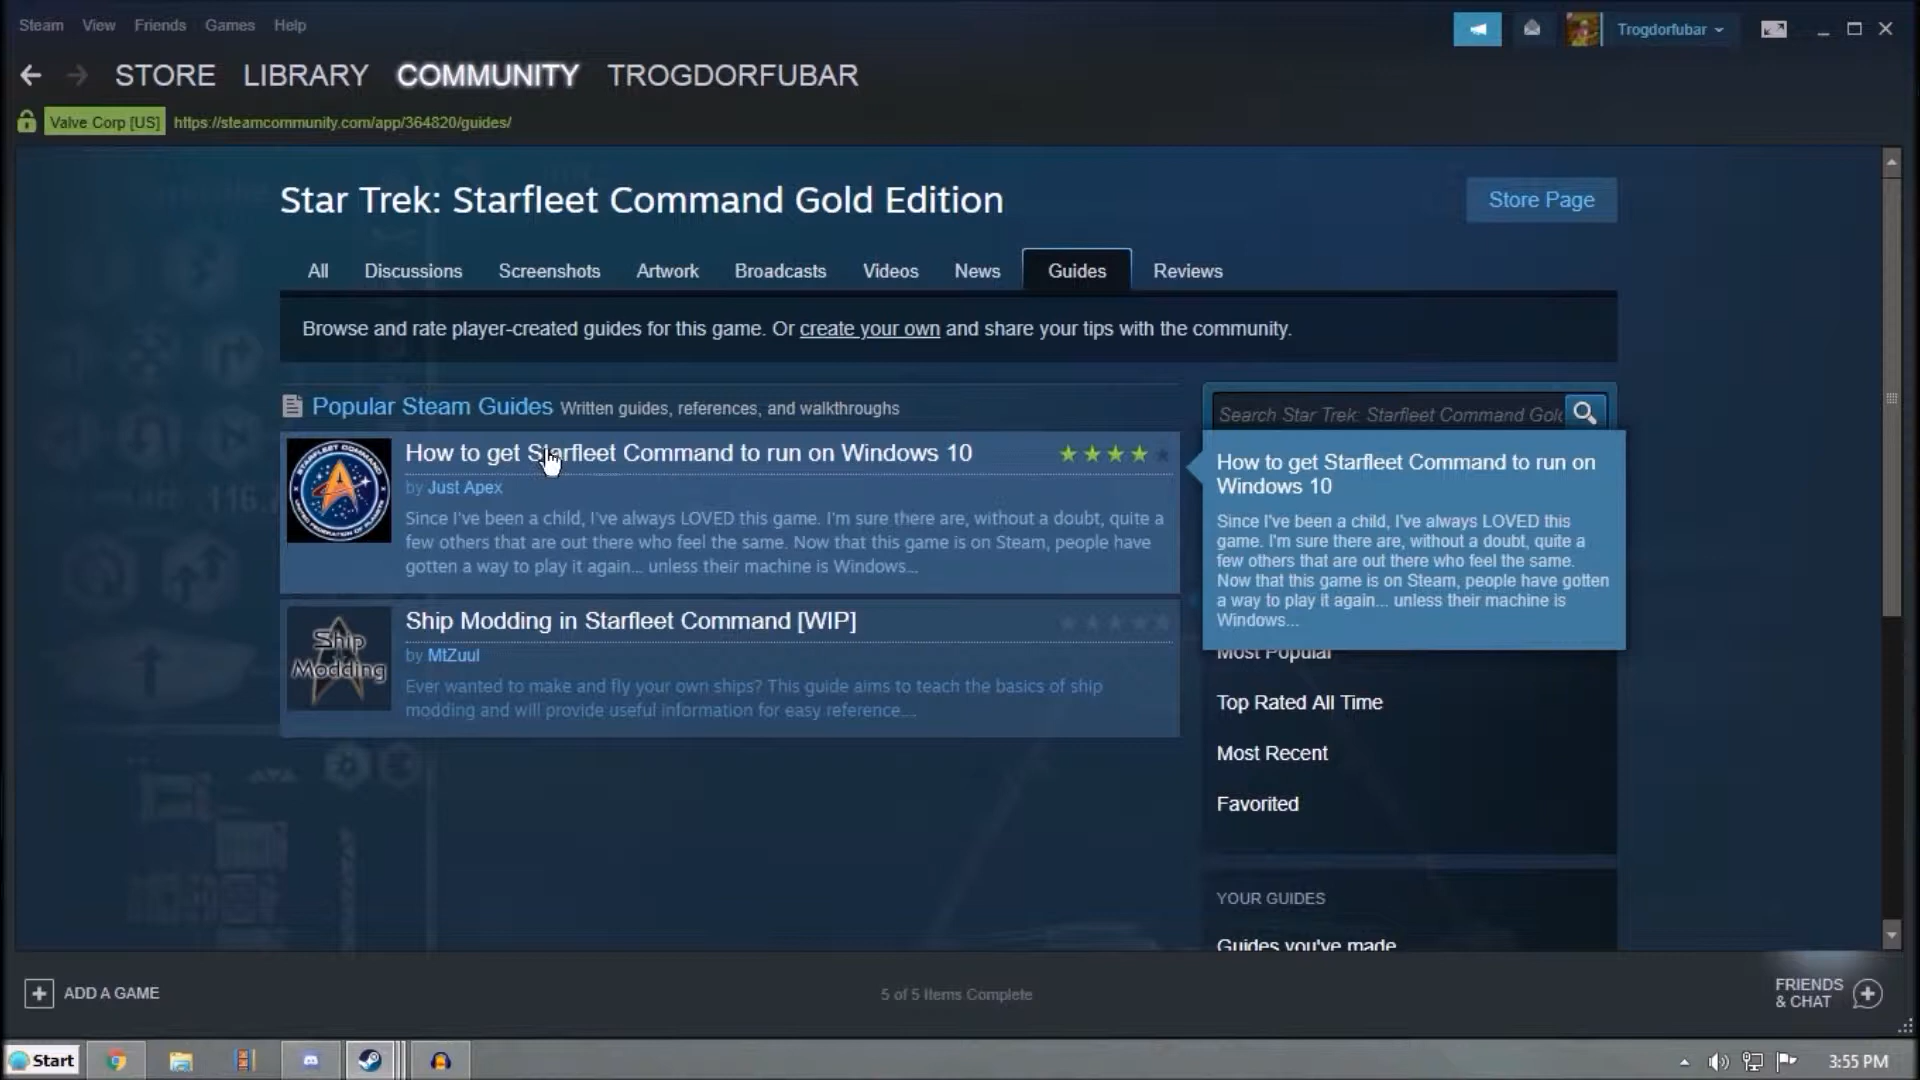 Steam View Friends Games Help
Trogdorfubar
STORE LIBRARY COMMUNITY TROGDORFUBAR
Valve Corp [US] https://steamcommunity.com/app/364820/guides/
Star Trek: Starfleet Command Gold Edition
Store Page
All Discussions Screenshots Artwork Broadcasts Videos News Guides Reviews
Browse and rate player-created guides for this game. Or create your own and share your tips with the community.
Popular Steam Guides Written guides, references, and walkthroughs
Search Star Trek: Starfleet Command Gold
How to get Starfleet Command to run on Windows 10
by Just Apex
Since I've been a child, I've always LOVED this game. I'm sure there are, without a doubt, quite a
few others that are out there who feel the same. Now that this game is on Steam, people have
gotten a way to play it again... unless their machine is Windows...
STARFLEET COMMAND
UNITED FEDERATION OF PLANETS
Ship Modding in Starfleet Command [WIP]
by MtZuul
Ever wanted to make and fly your own ships? This guide aims to teach the basics of ship
modding and will provide useful information for easy reference....
Ship
Modding
How to get Starfleet Command to run on
Windows 10
Since I've been a child, I've always LOVED this
game. I'm sure there are, without a doubt, quite a
few others that are out there who feel the same.
Now that this game is on Steam, people have gotten
a way to play it again... unless their machine is
Windows...
Most Popular
Top Rated All Time
Most Recent
Favorited
YOUR GUIDES
Guides you've made
ADD A GAME
5 of 5 Items Complete
FRIENDS
& CHAT
Start
3:55 PM